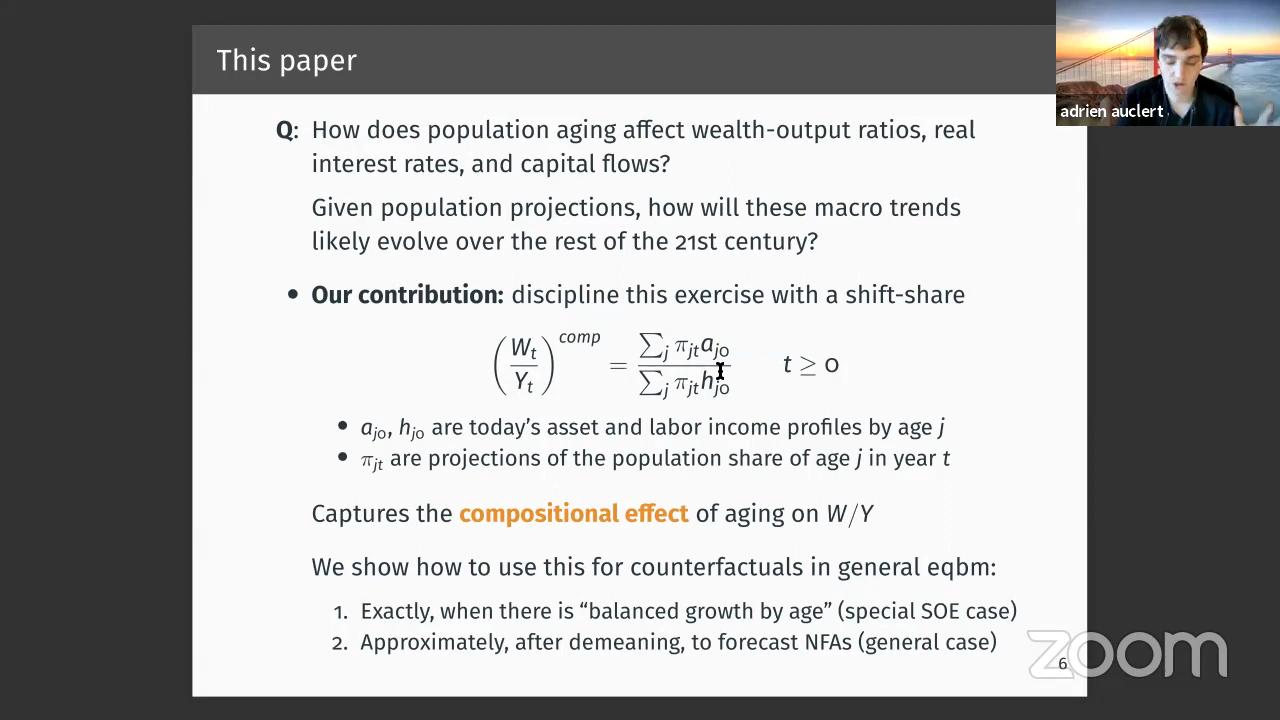 This paper
adrien auclert
Q: How does population aging affect wealth-output ratios, real
interest rates, and capital flows?
Given population projections, how will these macro trends
likely evolve over the rest of the 21st century?
• Our contribution: discipline this exercise with a shift-share
(W_t/Y_t)^comp = ∑_j π_jt a_j0 / ∑_j π_jt h_j0   t ≥ 0
• a_j0, h_j0 are today's asset and labor income profiles by age j
• π_jt are projections of the population share of age j in year t
Captures the compositional effect of aging on W/Y
We show how to use this for counterfactuals in general eqbm:
1. Exactly, when there is “balanced growth by age” (special SOE case)
2. Approximately, after demeaning, to forecast NFAs (general case)
zoom
6